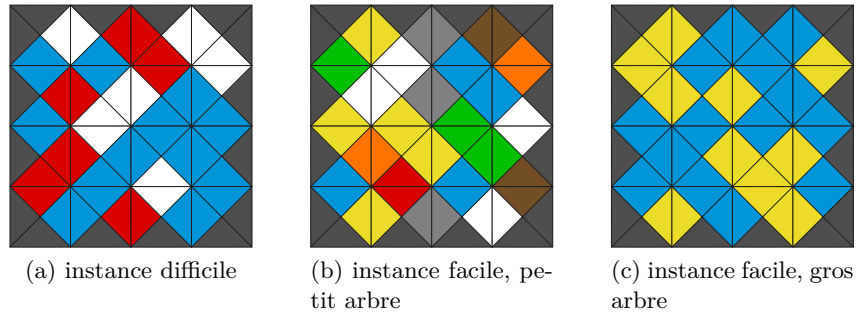 (a) instance difficile
(b) instance facile, pe-
tit arbre
(c) instance facile, gros
arbre